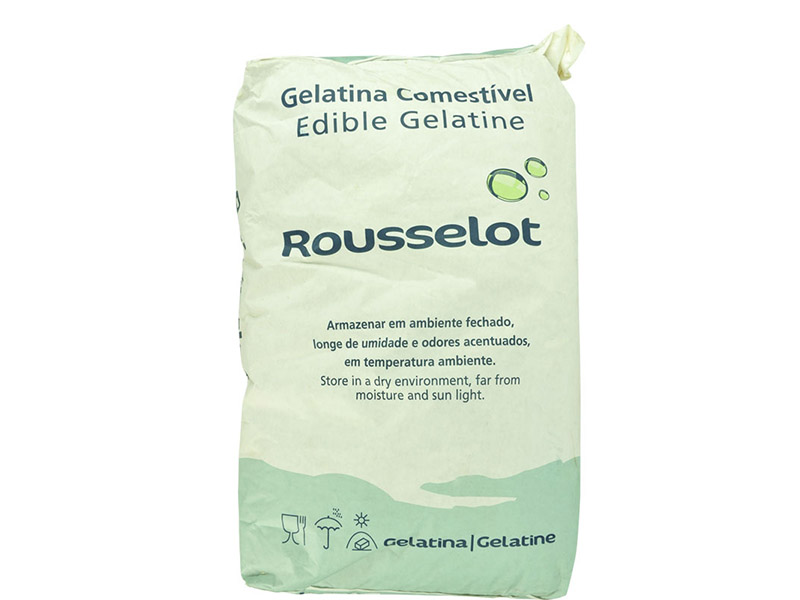 Gelatina Comestível
Edible Gelatine
Rousselot
Armazenar em ambiente fechado,
longe de umidade e odores acentuados,
em temperatura ambiente.
Store in a dry environment, far from
moisture and sun light.
Gelatina|Gelatine